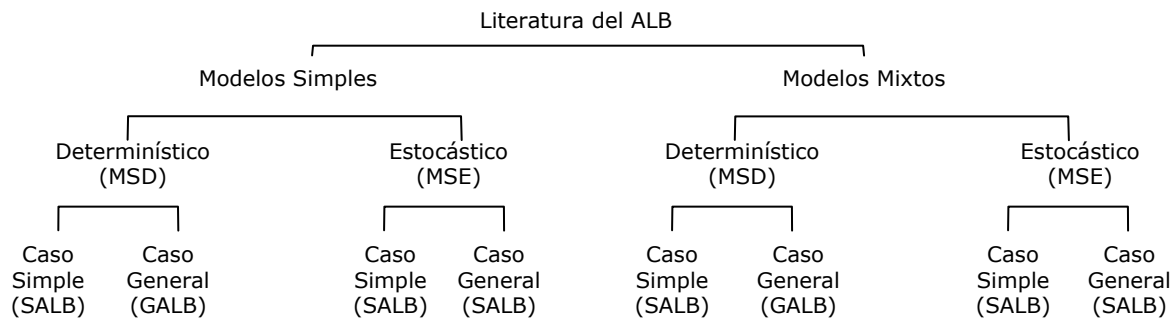 Literatura del ALB
Modelos Simples
Modelos Mixtos
Determinístico
(MSD)
Estocástico
(MSE)
Determinístico
(MSD)
Estocástico
(MSE)
Caso
Simple
(SALB)
Caso
General
(GALB)
Caso
Simple
(SALB)
Caso
General
(SALB)
Caso
Simple
(SALB)
Caso
General
(GALB)
Caso
Simple
(SALB)
Caso
General
(SALB)